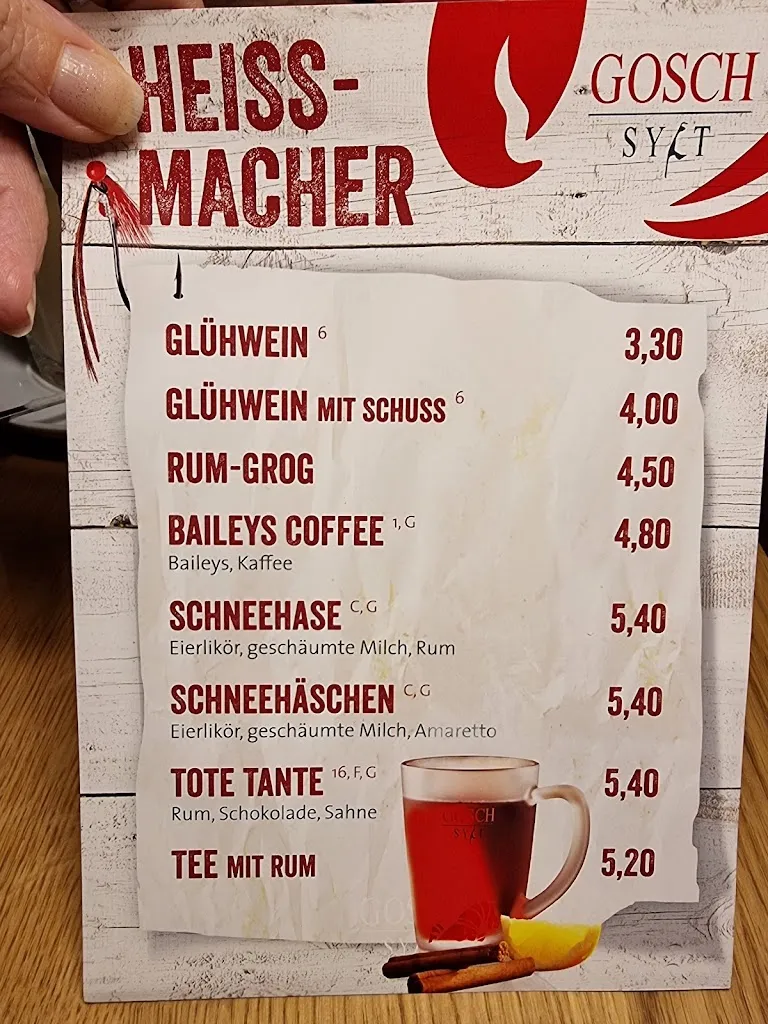 HEISS-
MACHER
GOSCH
SYLT
GLÜHWEIN 6 3,30
GLÜHWEIN MIT SCHUSS 6 4,00
RUM-GROG 4,50
BAILEYS COFFEE 1, G 4,80
Baileys, Kaffee
SCHNEEHASE C, G 5,40
Eierlikör, geschäumte Milch, Rum
SCHNEEHÄSCHEN C, G 5,40
Eierlikör, geschäumte Milch, Amaretto
TOTE TANTE 16, F, G 5,40
Rum, Schokolade, Sahne
GOSCH
SYLT
TEE MIT RUM 5,20